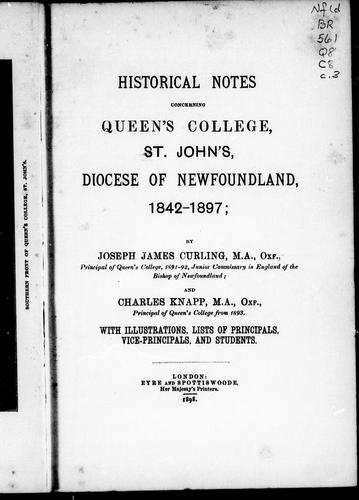 Nfld
BR
561
Q8
C8
c.3
SOUTHERN FRONT OF QUEEN'S COLLEGE, ST. JOHN'S.
HISTORICAL NOTES
CONCERNING
QUEEN'S COLLEGE,
ST. JOHN'S,
DIOCESE OF NEWFOUNDLAND,
1842-1897;
BY
JOSEPH JAMES CURLING, M.A., OXF.,
Principal of Queen's College, 1891-92, Junior Commissary in England of the
Bishop of Newfoundland;
AND
CHARLES KNAPP, M.A., OXF.,
Principal of Queen's College from 1893.
WITH ILLUSTRATIONS, LISTS OF PRINCIPALS,
VICE-PRINCIPALS, AND STUDENTS.
LONDON:
EYRE AND SPOTTISWOODE,
Her Majesty's Printers.
1898.